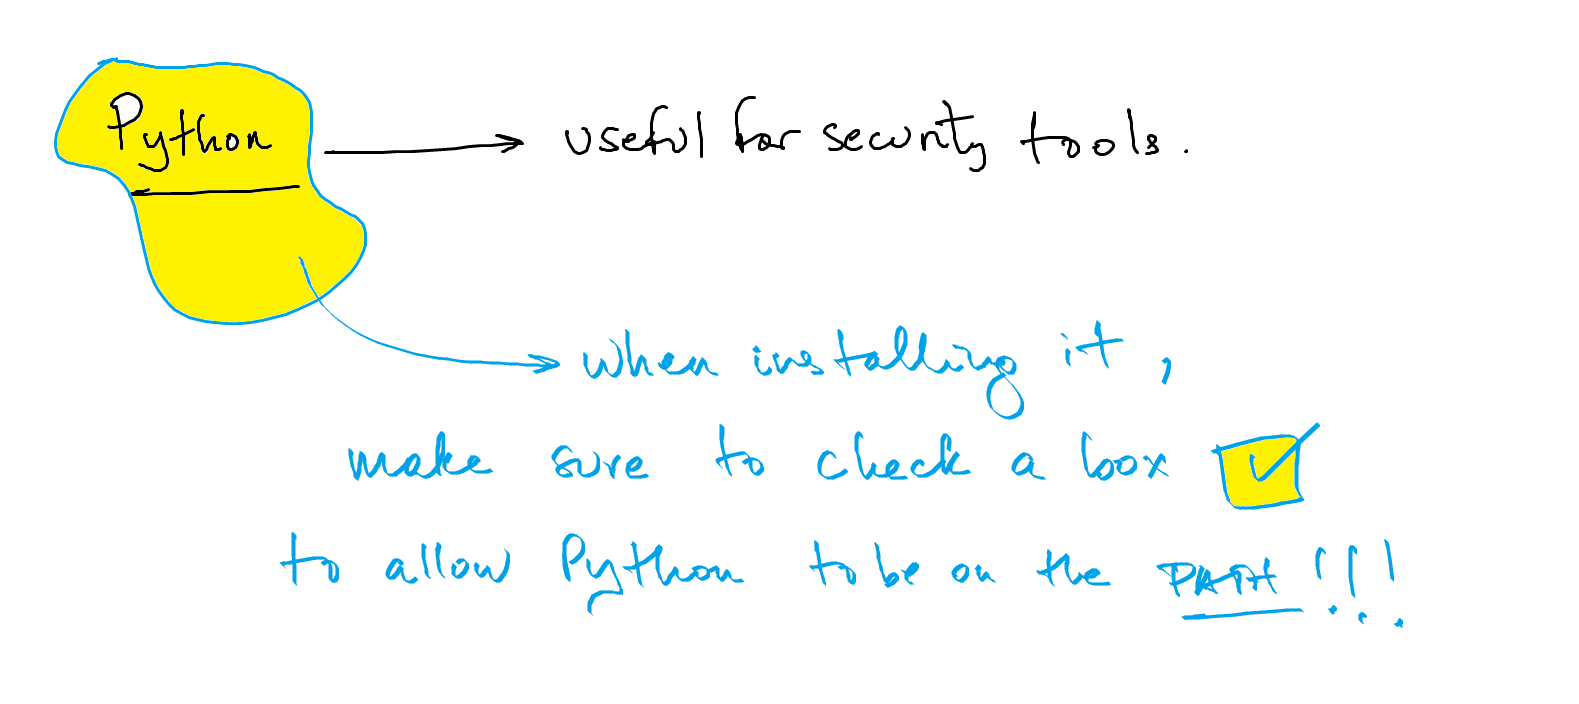 Python → useful for security tools.
→ when installing it,
make sure to check a box ☑
to allow Python to be on the PATH!!!